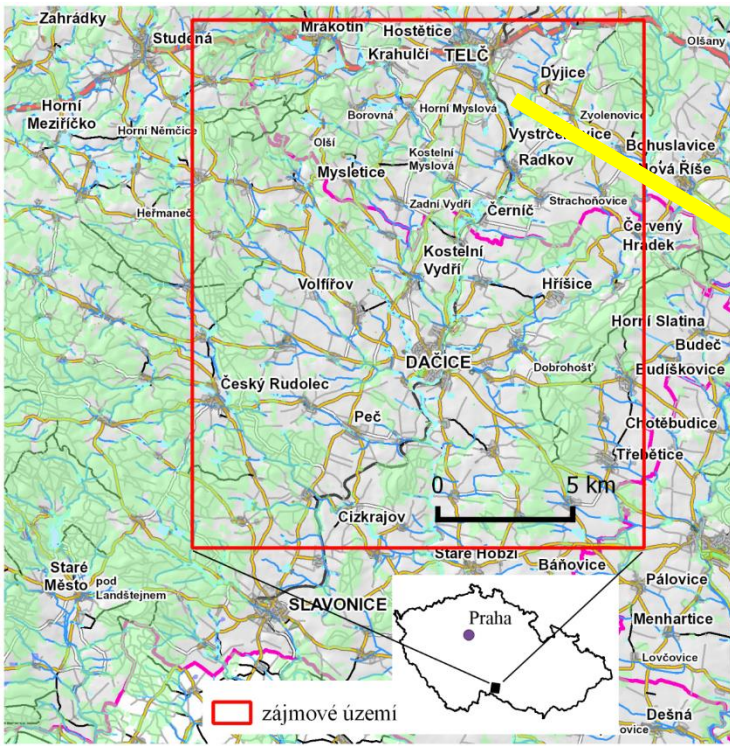 Zahrádky
Studená
Mrákotín
Hostětice
Krahulčí
TELČ
Olšany
Dyjice
Horní
Meziříčko
Horní Němčice
Borovná
Horní Myslová
Zvolenovice
Olší
Kostelní
Myslová
Radkov
Bohuslavice
Nová Říše
Mysletice
Heřmaneč
Zadní Vydří
Černíč
Strachoňovice
Červený
Hrádek
Kostelní
Vydří
Volfířov
Hříšice
Horní Slatina
Budeč
DAČICE
Dobrohošť
Budíškovice
Český Rudolec
Peč
Chotěbudice
Třebětice
0 5 km
Cizkrajov
Staré Hobzí
Báňovice
Staré
Město pod
Landštejnem
Pálovice
SLAVONICE
Praha
Menhartice
Lovčovice
zájmové území
Dešná